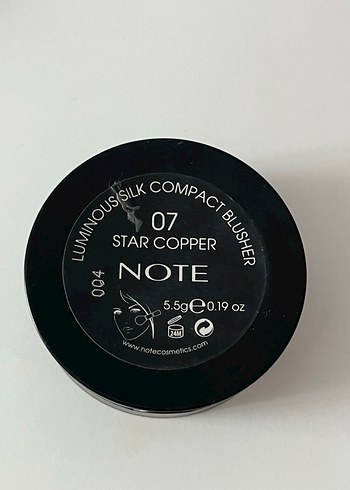 LUMINOUS SILK COMPACT BLUSHER
07
STAR COPPER
004
NOTE
5.5g e 0.19 oz
24M
www.notecosmetics.com